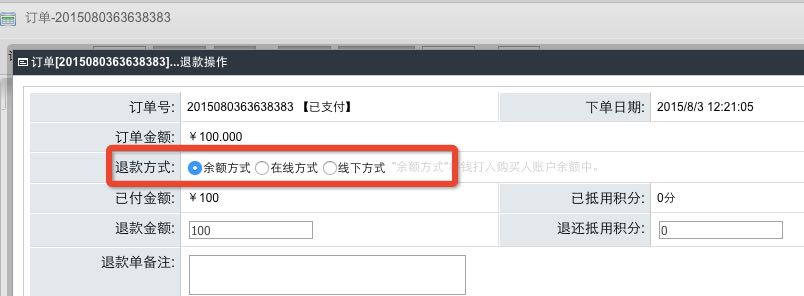 订单-2015080363638383
订单[2015080363638383]...退款操作
订单号: 2015080363638383 【已支付】 下单日期: 2015/8/3 12:21:05
订单金额: ￥100.000
退款方式: 余额方式 在线方式 线下方式 "余额方式" 钱打入购买人账户余额中。
已付金额: ￥100 已抵用积分: 0分
退款金额: 100 退还抵用积分: 0
退款单备注: